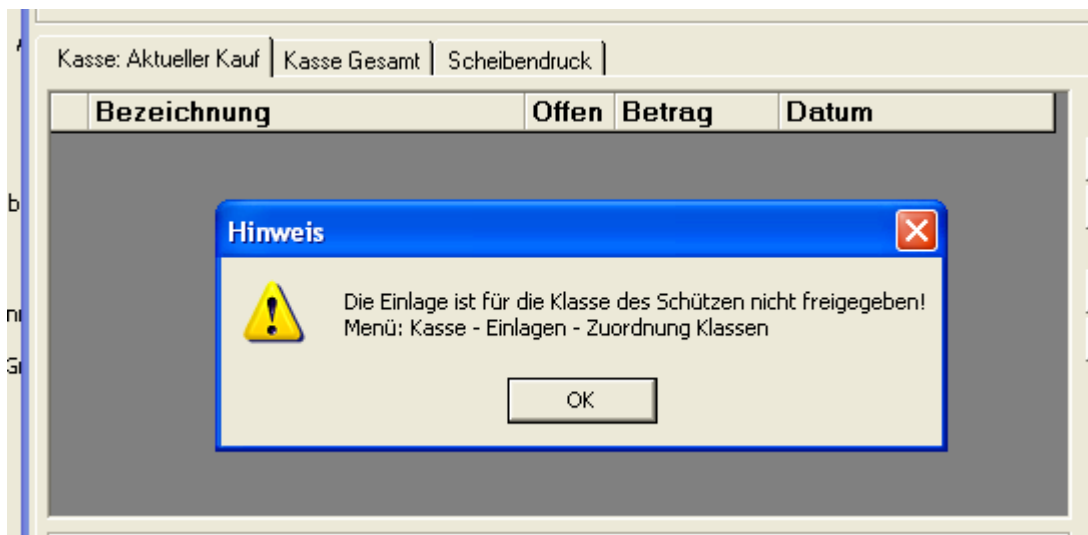 Kasse: Aktueller Kauf Kasse Gesamt Scheibendruck
Bezeichnung Offen Betrag Datum
Hinweis
Die Einlage ist für die Klasse des Schützen nicht freigegeben!
Menü: Kasse - Einlagen - Zuordnung Klassen
OK